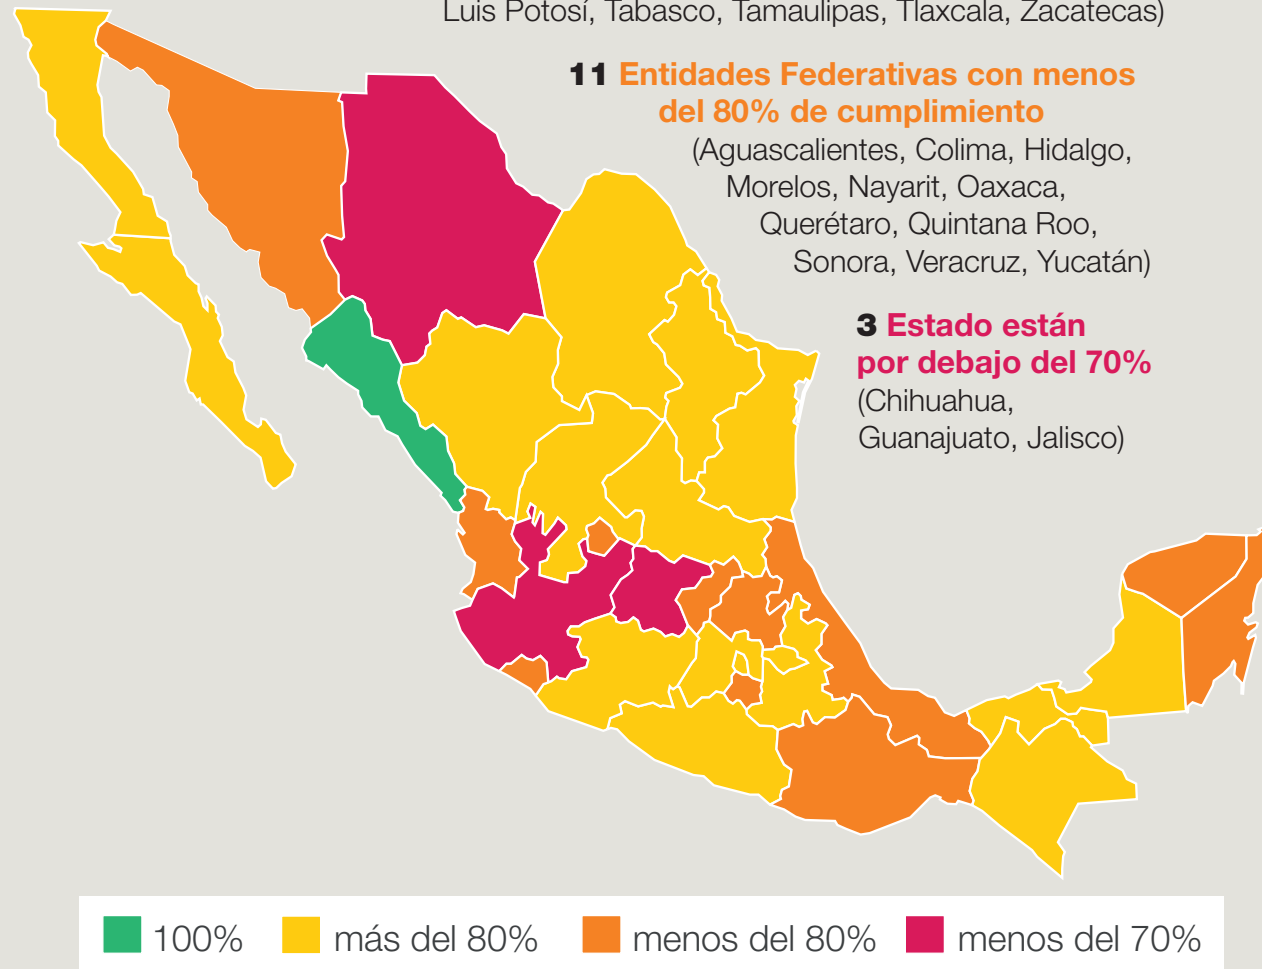 Luis Potosí, Tabasco, Tamaulipas, Tlaxcala, Zacatecas)
11 Entidades Federativas con menos
del 80% de cumplimiento
(Aguascalientes, Colima, Hidalgo,
Morelos, Nayarit, Oaxaca,
Querétaro, Quintana Roo,
Sonora, Veracruz, Yucatán)
3 Estado están
por debajo del 70%
(Chihuahua,
Guanajuato, Jalisco)
100% más del 80% menos del 80% menos del 70%